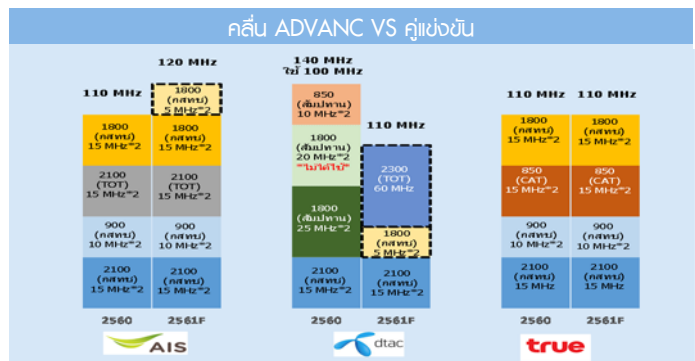 คลื่น ADVANC VS คู่แข่งขัน
110 MHz
120 MHz
1800
(กสทช)
5 MHz*2
1800
(กสทช)
15 MHz*2
1800
(กสทช)
15 MHz*2
2100
(TOT)
15 MHz*2
2100
(TOT)
15 MHz*2
900
(กสทช)
10 MHz*2
900
(กสทช)
10 MHz*2
2100
(กสทช)
15 MHz*2
2100
(กสทช)
15 MHz*2
2560
2561F
AIS
140 MHz
ใช้ 100 MHz
110 MHz
850
(สัมปทาน)
10 MHz*2
1800
(สัมปทาน)
20 MHz*2
"ไม่ได้ใช้"
1800
(สัมปทาน)
25 MHz*2
2100
(กสทช)
15 MHz*2
2300
(TOT)
60 MHz
1800
(กสทช)
5 MHz*2
2100
(กสทช)
15 MHz*2
2560
2561F
dtac
110 MHz
110 MHz
1800
(กสทช)
15 MHz*2
1800
(กสทช)
15 MHz*2
850
(CAT)
15 MHz*2
850
(CAT)
15 MHz*2
900
(กสทช)
10 MHz*2
900
(กสทช)
10 MHz*2
2100
(กสทช)
15 MHz
2100
(กสทช)
15 MHz
2560
2561F
true